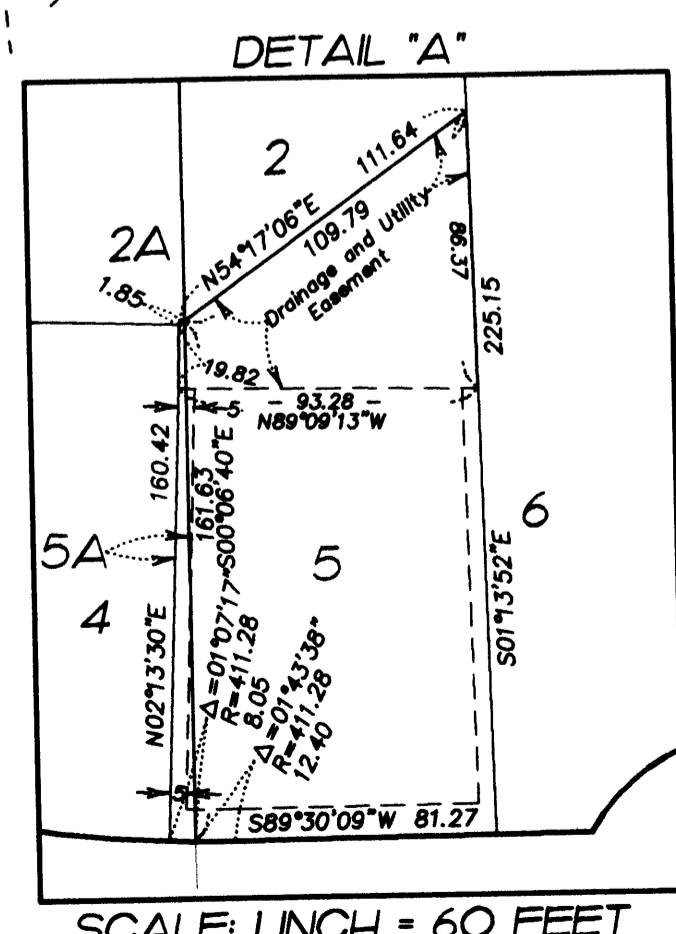 DETAIL "A"
2
111.64
N54°17'06"E
109.79
2A
Drainage and Utility
Easement
86.37
1.85
225.15
19.82
5
93.28
N89°09'13"W
160.42
161.63
S00°06'40"E
5A
5
6
4
N02°13'30"E
S01°13'52"E
Δ=01°07'17"
R=411.28
8.05
Δ=01°43'38"
R=411.28
12.40
5
S89°30'09"W 81.27
SCALE: 1 INCH = 60 FEET